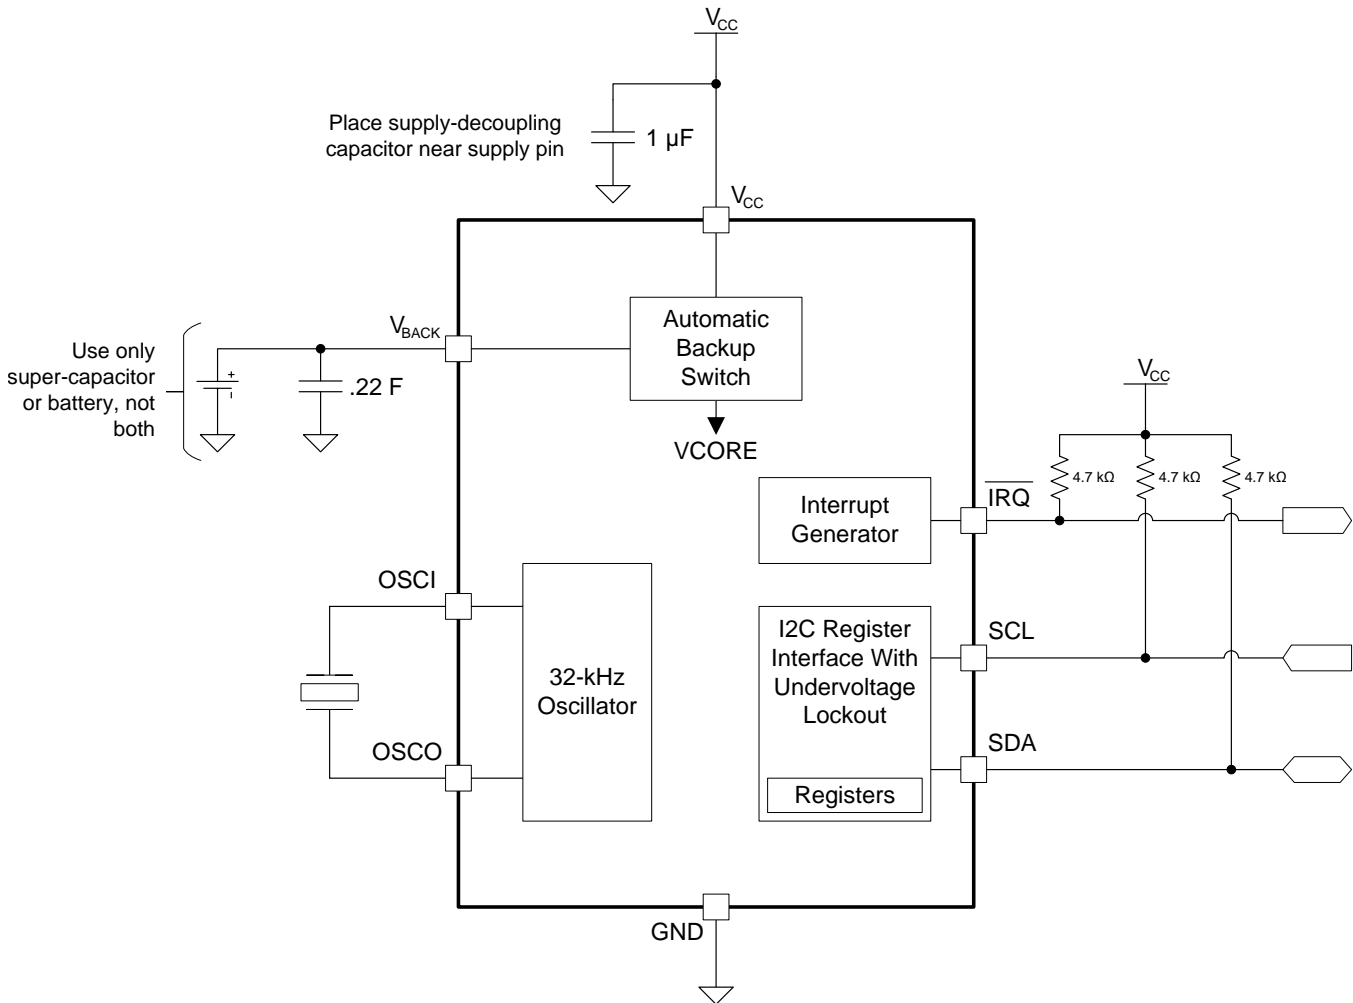 VCC
Place supply-decoupling
capacitor near supply pin
1 µF
VCC
VBACK
Automatic
Backup
Switch
Use only
super-capacitor
or battery, not
both
+
-
.22 F
VCORE
VCC
4.7 kΩ
4.7 kΩ
4.7 kΩ
IRQ
Interrupt
Generator
OSCI
32-kHz
Oscillator
OSCO
I2C Register
Interface With
Undervoltage
Lockout
Registers
SCL
SDA
GND